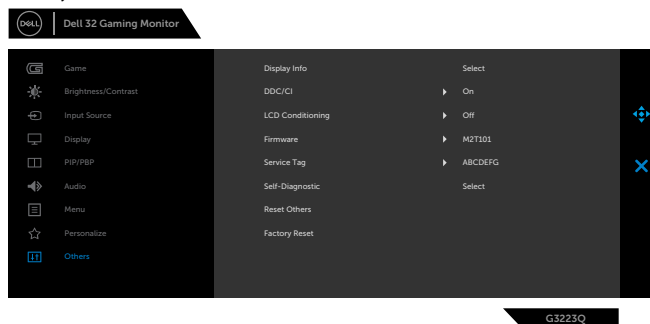 DELL Dell 32 Gaming Monitor
Game Display Info Select
Brightness/Contrast DDC/CI On
Input Source LCD Conditioning Off
Display Firmware M2T101
PIP/PBP Service Tag ABCDEFG
Audio Self-Diagnostic Select
Menu Reset Others
Personalize Factory Reset
Others
G3223Q